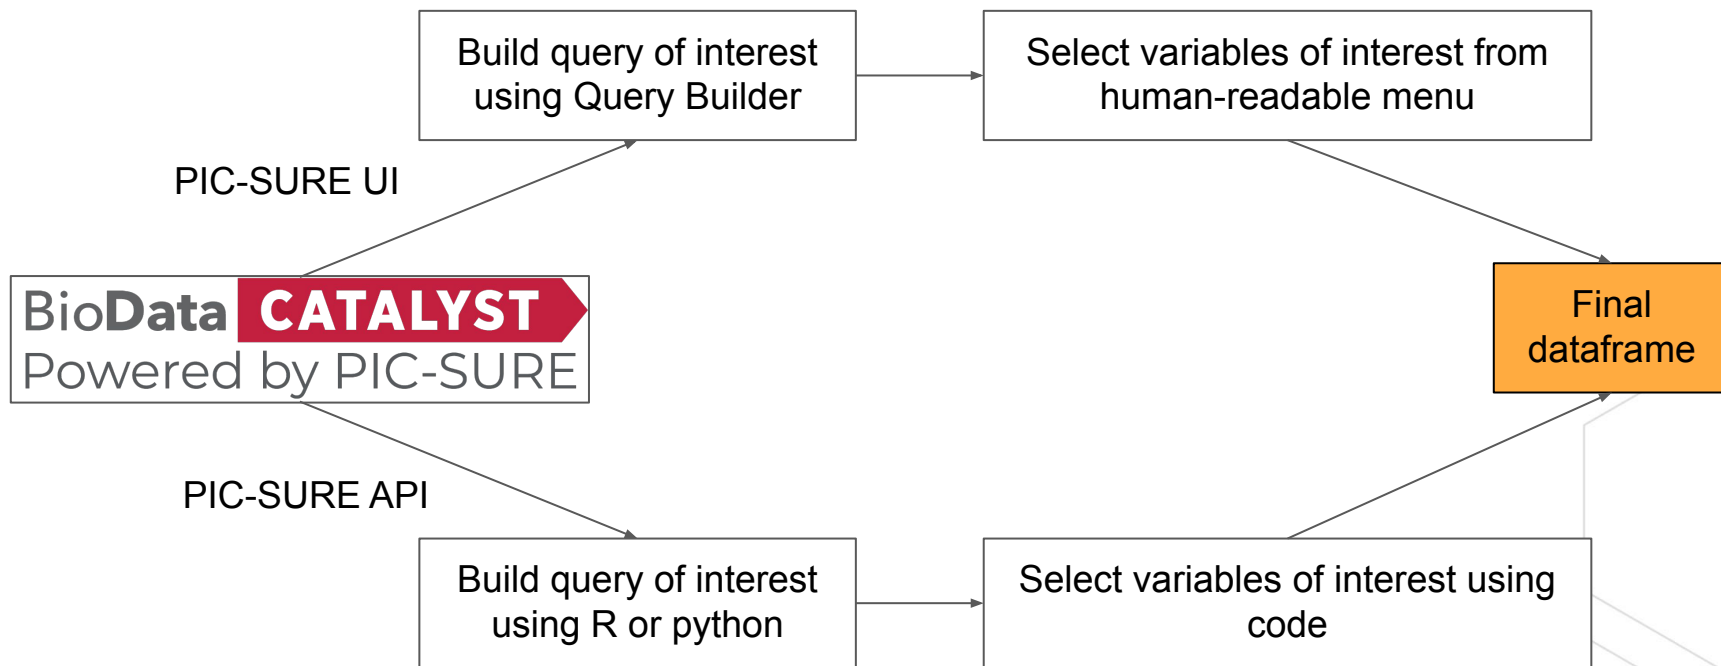 Build query of interest
using Query Builder
Select variables of interest from
human-readable menu
PIC-SURE UI
BioData CATALYST
Powered by PIC-SURE
Final
dataframe
PIC-SURE API
Build query of interest
using R or python
Select variables of interest using
code